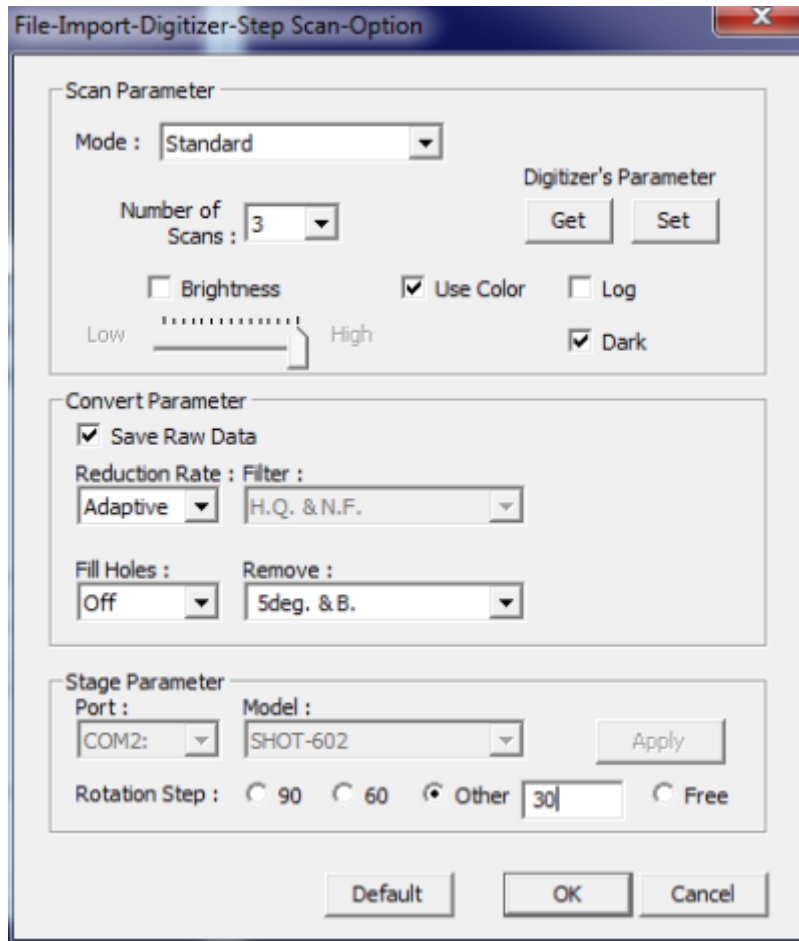 File-Import-Digitizer-Step Scan-Option
Scan Parameter
Mode : Standard
Digitizer's Parameter
Number of Scans : 3
Get Set
Brightness Use Color Log
Low High
Dark
Convert Parameter
Save Raw Data
Reduction Rate : Filter :
Adaptive H.Q. & N.F.
Fill Holes : Remove :
Off 5deg. & B.
Stage Parameter
Port : Model :
COM2: SHOT-602 Apply
Rotation Step : 90 60 Other 30 Free
Default OK Cancel